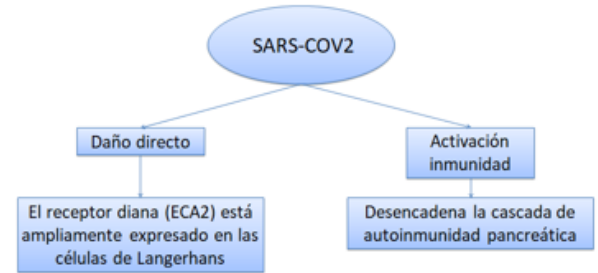 SARS-COV2
Daño directo
Activación
inmunidad
El receptor diana (ECA2) está
ampliamente expresado en las
células de Langerhans
Desencadena la cascada de
autoinmunidad pancreática